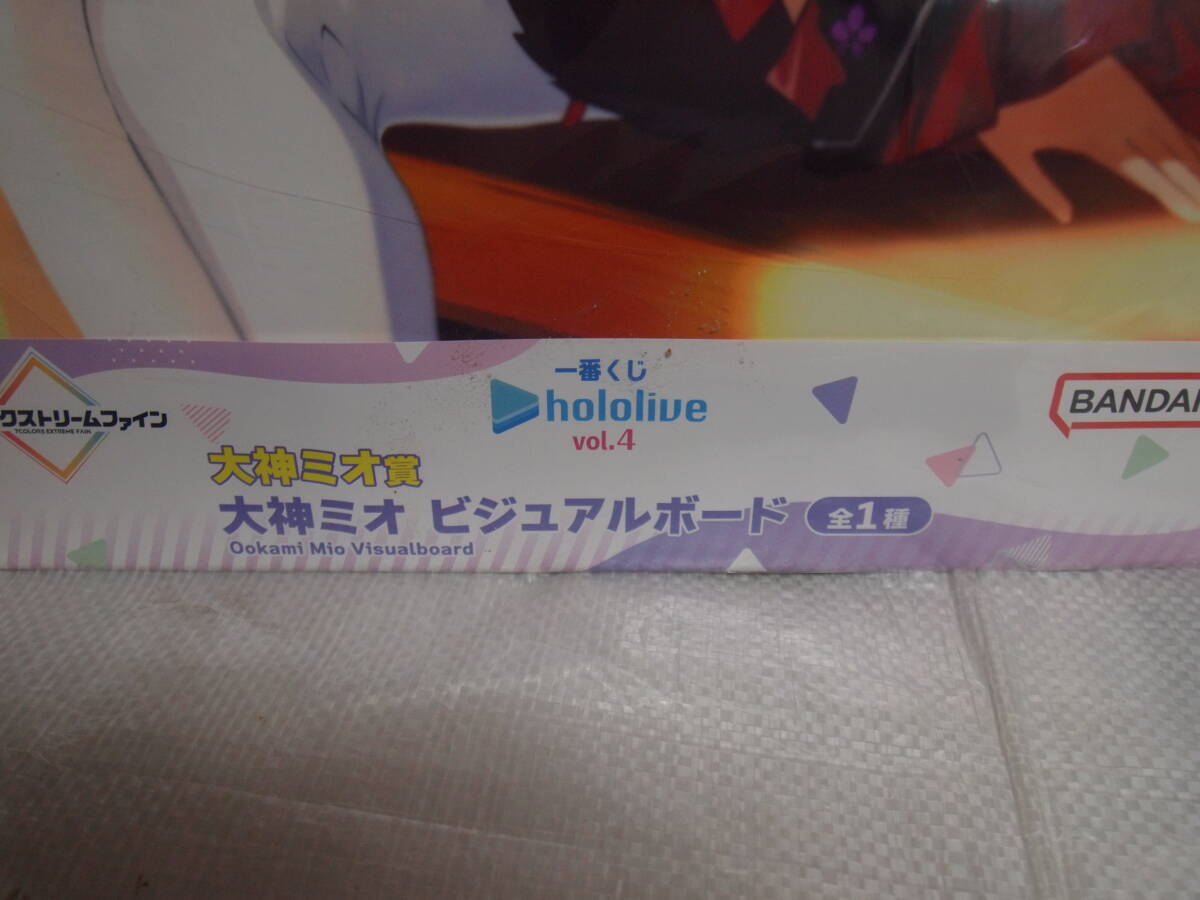 一番くじ
hololive
vol.4
クストリームファイン
7COLORS EXTREME FAIN
BANDAI
大神ミオ賞
大神ミオ ビジュアルボード 全1種
Ookami Mio Visualboard